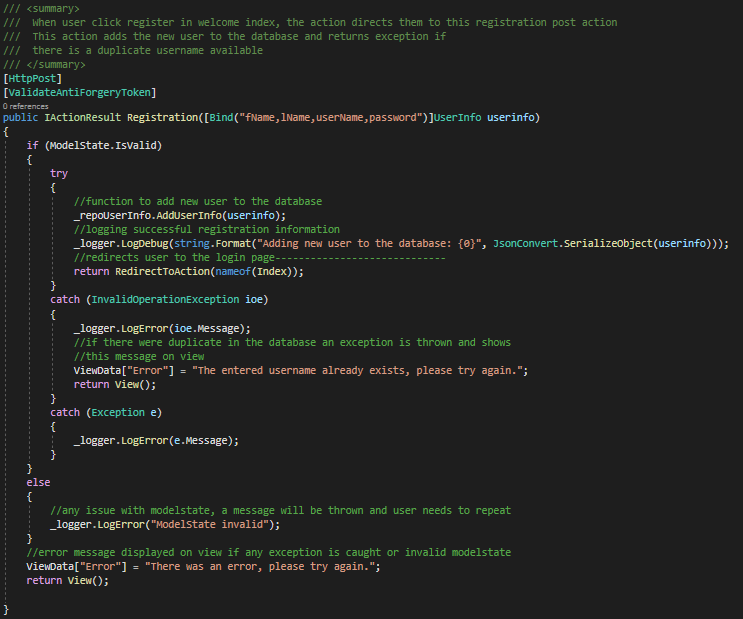 /// <summary>
///  When user click register in welcome index, the action directs them to this registration post action
///  This action adds the new user to the database and returns exception if
///  there is a duplicate username available
/// </summary>
[HttpPost]
[ValidateAntiForgeryToken]
0 references
public IActionResult Registration([Bind("fName,lName,userName,password")]UserInfo userinfo)
{
    if (ModelState.IsValid)
    {
        try
        {
            //function to add new user to the database
            _repoUserInfo.AddUserInfo(userinfo);
            //logging successful registration information
            _logger.LogDebug(string.Format("Adding new user to the database: {0}", JsonConvert.SerializeObject(userinfo)));
            //redirects user to the login page-----------------------------
            return RedirectToAction(nameof(Index));
        }
        catch (InvalidOperationException ioe)
        {
            _logger.LogError(ioe.Message);
            //if there were duplicate in the database an exception is thrown and shows
            //this message on view
            ViewData["Error"] = "The entered username already exists, please try again.";
            return View();
        }
        catch (Exception e)
        {
            _logger.LogError(e.Message);
        }
    }
    else
    {
        //any issue with modelstate, a message will be thrown and user needs to repeat
        _logger.LogError("ModelState invalid");
    }
    //error message displayed on view if any exception is caught or invalid modelstate
    ViewData["Error"] = "There was an error, please try again.";
    return View();

}